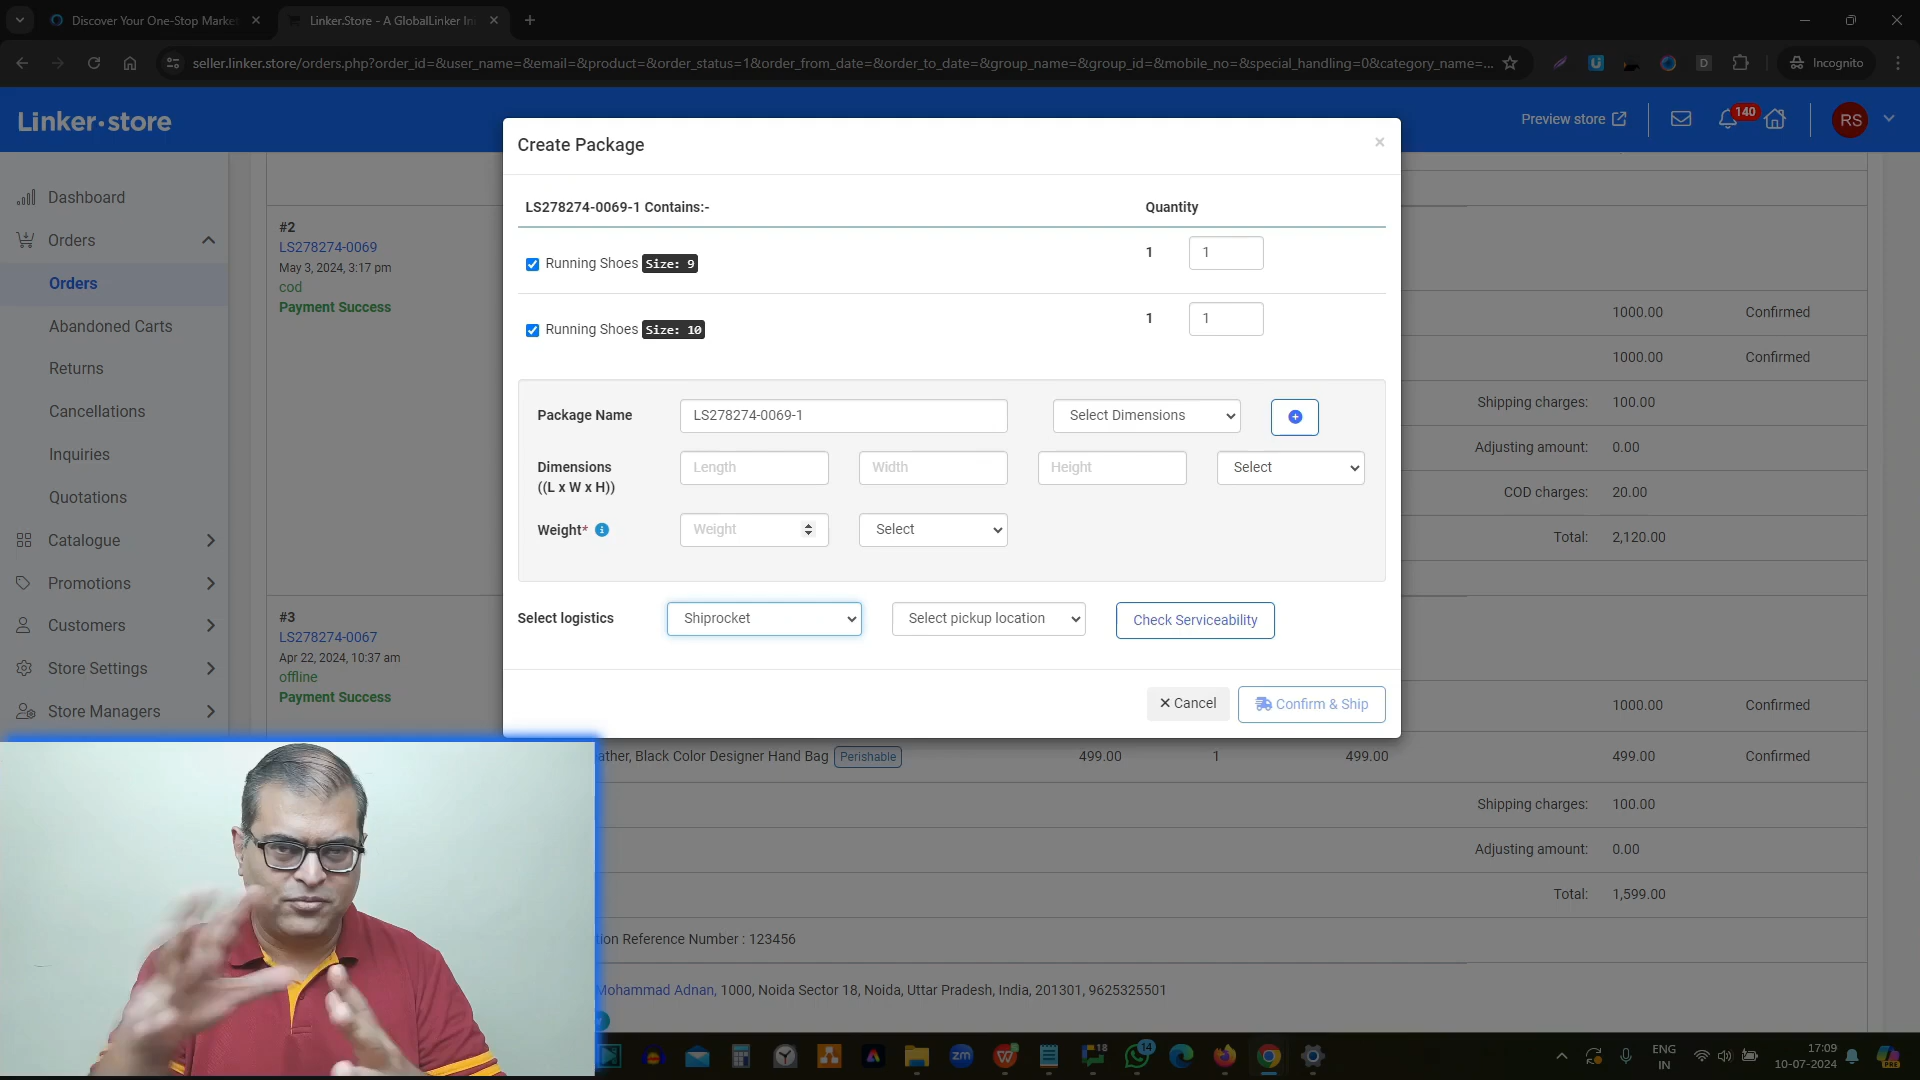 Discover Your One-Stop Marke
Linker.Store - A GlobalLinker In
seller.linker.store/orders.php?order_id=&user_name=&email=&product=&order_status=1&order_from_date=&order_to_date=&group_name=&group_id=&mobile_no=&special_handling=0&category_name=...
Incognito
Linker·store
Preview store
140
RS
Dashboard
Orders
Orders
Abandoned Carts
Returns
Cancellations
Inquiries
Quotations
Catalogue
Promotions
Customers
Store Settings
Store Managers
#2
LS278274-0069
May 3, 2024, 3:17 pm
cod
Payment Success
#3
LS278274-0067
Apr 22, 2024, 10:37 am
offline
Payment Success
Create Package
×
LS278274-0069-1 Contains:- Quantity
Running Shoes Size: 9 1 1
Running Shoes Size: 10 1 1
Package Name LS278274-0069-1 Select Dimensions
Dimensions
((L x W x H)) Length Width Height Select
Weight* Weight Select
Select logistics Shiprocket Select pickup location Check Serviceability
Cancel Confirm & Ship
1000.00 Confirmed
1000.00 Confirmed
Shipping charges: 100.00
Adjusting amount: 0.00
COD charges: 20.00
Total: 2,120.00
1000.00 Confirmed
ather, Black Color Designer Hand Bag Perishable 499.00 1 499.00 499.00 Confirmed
Shipping charges: 100.00
Adjusting amount: 0.00
Total: 1,599.00
tion Reference Number : 123456
Mohammad Adnan, 1000, Noida Sector 18, Noida, Uttar Pradesh, India, 201301, 9625325501
zm
18
14
ENG
IN
17:09
10-07-2024